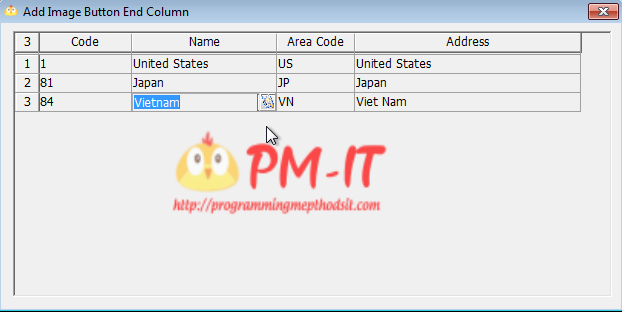 Add Image Button End Column
3 Code Name Area Code Address
1 1 United States US United States
2 81 Japan JP Japan
3 84 Vietnam VN Viet Nam
PM-IT
http://programmingmepthodsit.com